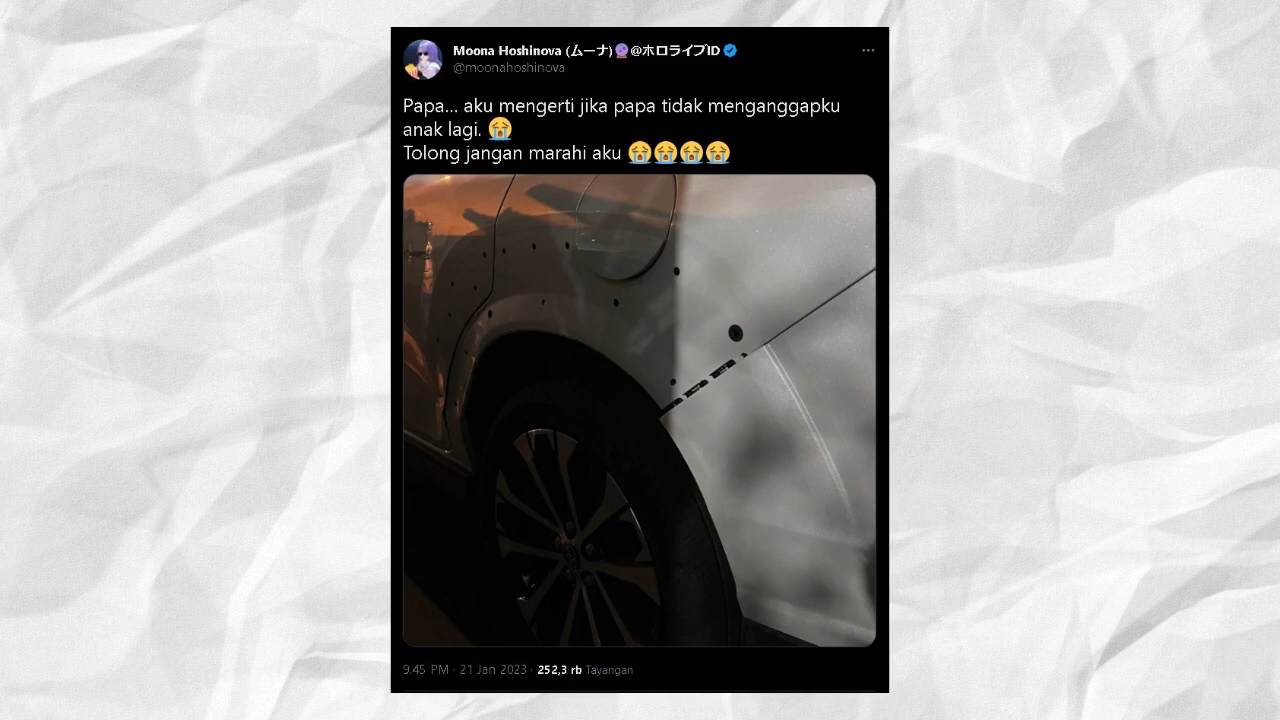 Moona Hoshinova (ムーナ)🔮@ホロライブID
@moonahoshinova
Papa... aku mengerti jika papa tidak menganggapku
anak lagi. 😭
Tolong jangan marahi aku 😭😭😭😭
9.45 PM · 21 Jan 2023 · 252,3 rb Tayangan